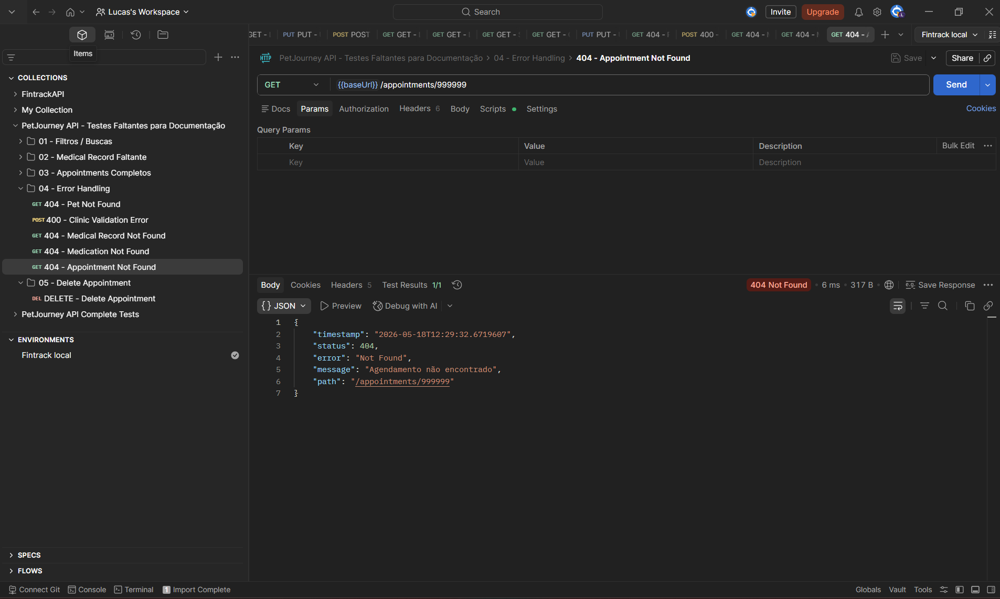 Lucas's Workspace
Search
Invite
Upgrade
Items
GET -
PUT PUT -
POST POST
GET GET -
GET GET -
GET GET -
GET GET -
PUT PUT -
GET 404 -
POST 400 -
GET 404 -
GET 404 -
GET 404 -
Fintrack local
COLLECTIONS
FintrackAPI
My Collection
PetJourney API - Testes Faltantes para Documentação
01 - Filtros / Buscas
02 - Medical Record Faltante
03 - Appointments Completos
04 - Error Handling
GET 404 - Pet Not Found
POST 400 - Clinic Validation Error
GET 404 - Medical Record Not Found
GET 404 - Medication Not Found
GET 404 - Appointment Not Found
05 - Delete Appointment
DEL DELETE - Delete Appointment
PetJourney API Complete Tests
ENVIRONMENTS
Fintrack local
SPECS
FLOWS
HTTP PetJourney API - Testes Faltantes para Documentação > 04 - Error Handling > 404 - Appointment Not Found
Save
Share
GET {{baseUrl}} /appointments/999999
Send
Docs Params Authorization Headers 6 Body Scripts Settings
Cookies
Query Params
Key Value Description Bulk Edit
Key Value Description
Body Cookies Headers 5 Test Results 1/1
404 Not Found • 6 ms • 317 B
e.g. Save Response
{} JSON Preview Debug with AI
1 {
2 "timestamp": "2026-05-18T12:29:32.6719607",
3 "status": 404,
4 "error": "Not Found",
5 "message": "Agendamento não encontrado",
6 "path": "/appointments/999999"
7 }
Connect Git Console Terminal 1 Import Complete
Globals Vault Tools